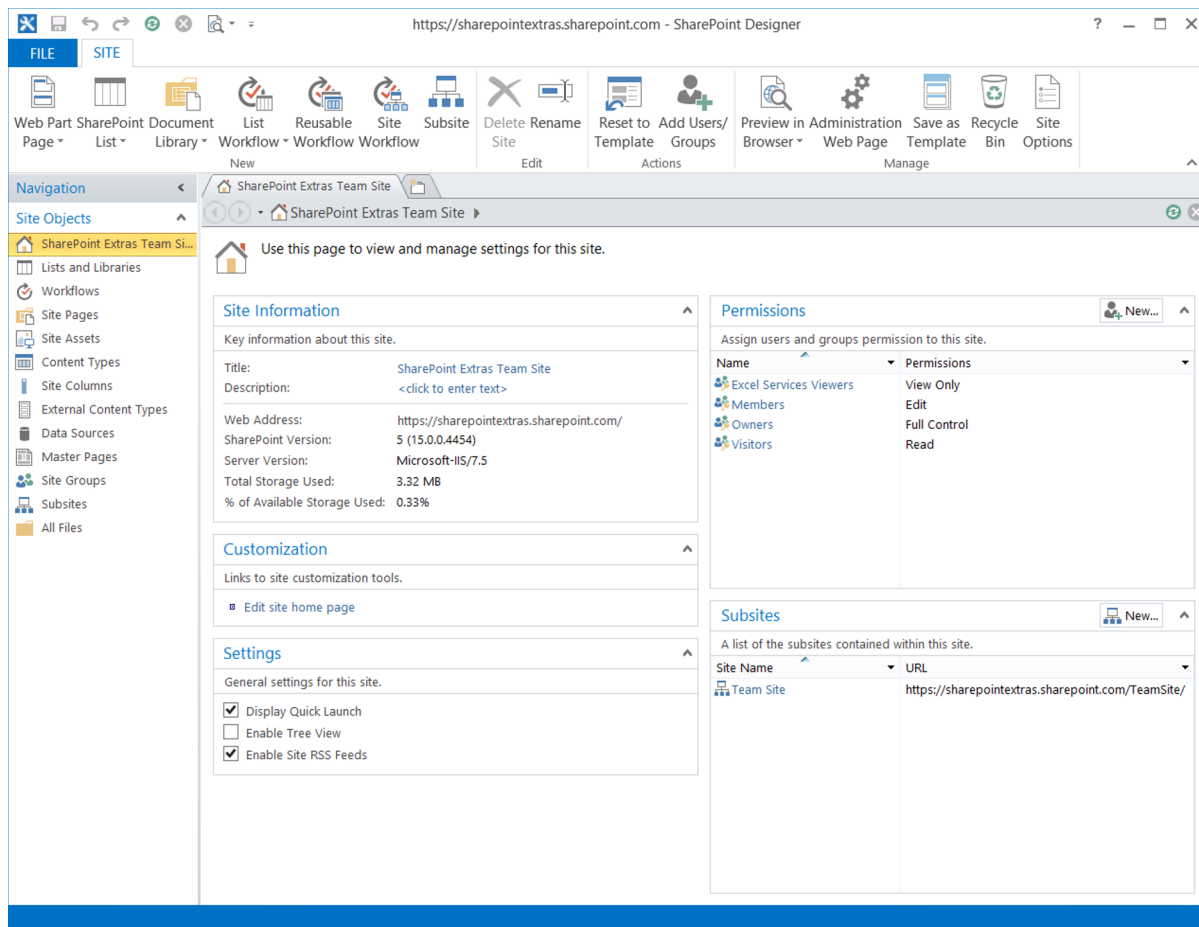 https://sharepointextras.sharepoint.com - SharePoint Designer
?
FILE
SITE
Web Part Page
SharePoint List
Document Library
List Workflow
Reusable Workflow
Site Workflow
Subsite
New
Delete Site
Rename
Edit
Reset to Template
Add Users/ Groups
Actions
Preview in Browser
Administration Web Page
Save as Template
Recycle Bin
Site Options
Manage
Navigation
Site Objects
SharePoint Extras Team Si...
Lists and Libraries
Workflows
Site Pages
Site Assets
Content Types
Site Columns
External Content Types
Data Sources
Master Pages
Site Groups
Subsites
All Files
SharePoint Extras Team Site
SharePoint Extras Team Site
Use this page to view and manage settings for this site.
Site Information
Key information about this site.
Title: SharePoint Extras Team Site
Description: <click to enter text>
Web Address: https://sharepointextras.sharepoint.com/
SharePoint Version: 5 (15.0.0.4454)
Server Version: Microsoft-IIS/7.5
Total Storage Used: 3.32 MB
% of Available Storage Used: 0.33%
Customization
Links to site customization tools.
Edit site home page
Settings
General settings for this site.
Display Quick Launch
Enable Tree View
Enable Site RSS Feeds
Permissions New...
Assign users and groups permission to this site.
Name Permissions
Excel Services Viewers View Only
Members Edit
Owners Full Control
Visitors Read
Subsites New...
A list of the subsites contained within this site.
Site Name URL
Team Site https://sharepointextras.sharepoint.com/TeamSite/